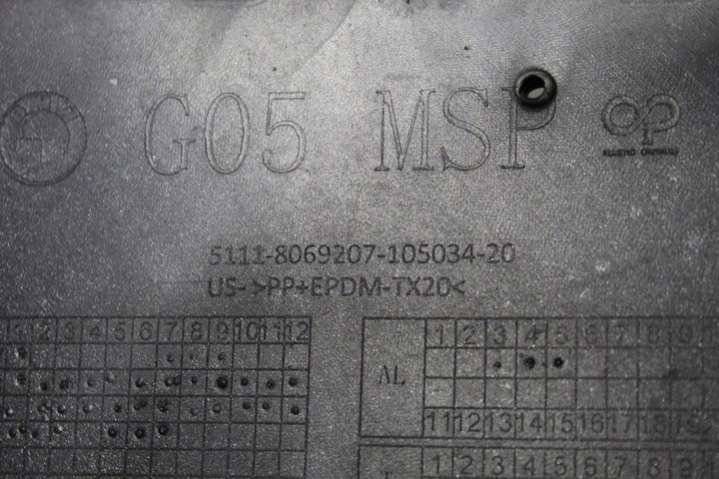 G05 MSP
5111-8069207-105034-20
US->PP+EPDM-TX20<
1 2 3 4 5 6 7 8 9 10 11 12
1 2 3 4 5 6 7 8 9
AL
11 12 13 14 15 16 17 18
1 2 3 4 5 6 7 8 9